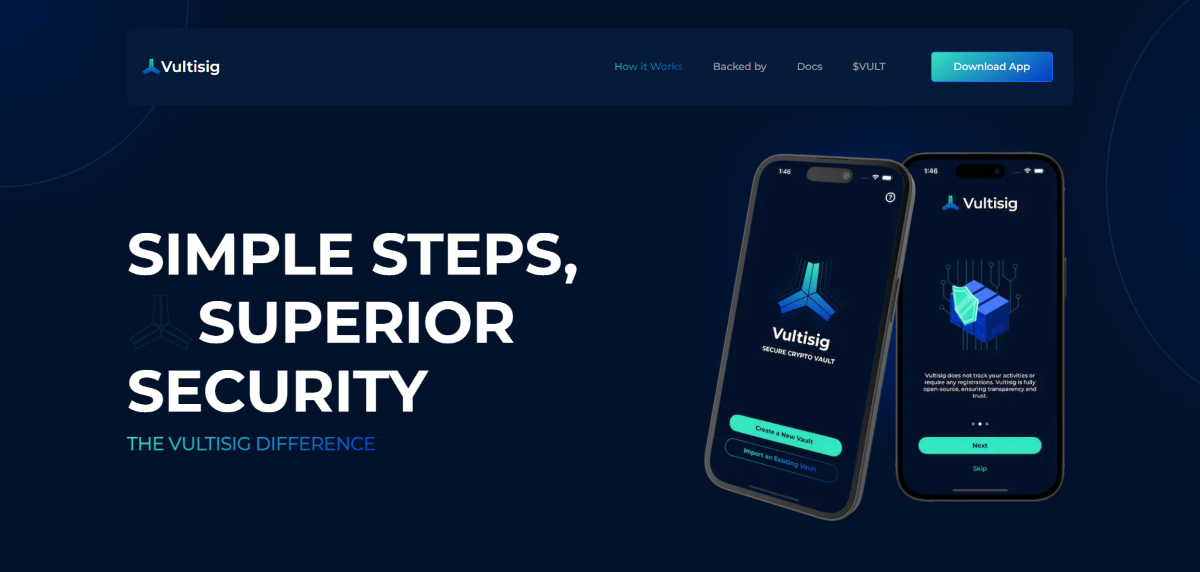 Vultisig
How it Works
Backed by
Docs
$VULT
Download App
SIMPLE STEPS,
SUPERIOR
SECURITY
THE VULTISIG DIFFERENCE
1:46
Vultisig
SECURE CRYPTO VAULT
Create a New Vault
Import an Existing Vault
1:46
Vultisig
Vultisig does not track your activities or
require any registrations. Vultisig is fully
open-source, ensuring transparency and
trust.
Next
Skip